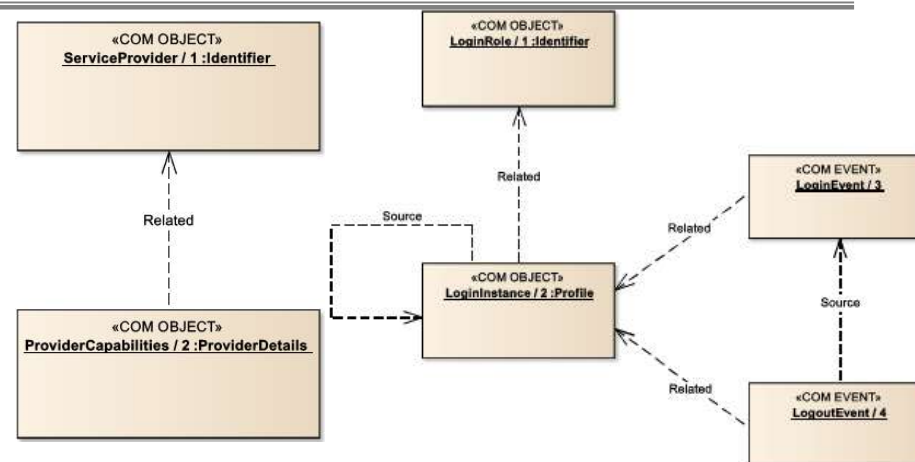 «COM OBJECT»
ServiceProvider / 1 :Identifier
Related
«COM OBJECT»
ProviderCapabilities / 2 :ProviderDetails
«COM OBJECT»
LoginRole / 1 :Identifier
Related
Source
«COM OBJECT»
LoginInstance / 2 :Profile
Related
Related
«COM EVENT»
LoginEvent / 3
Source
«COM EVENT»
LogoutEvent / 4